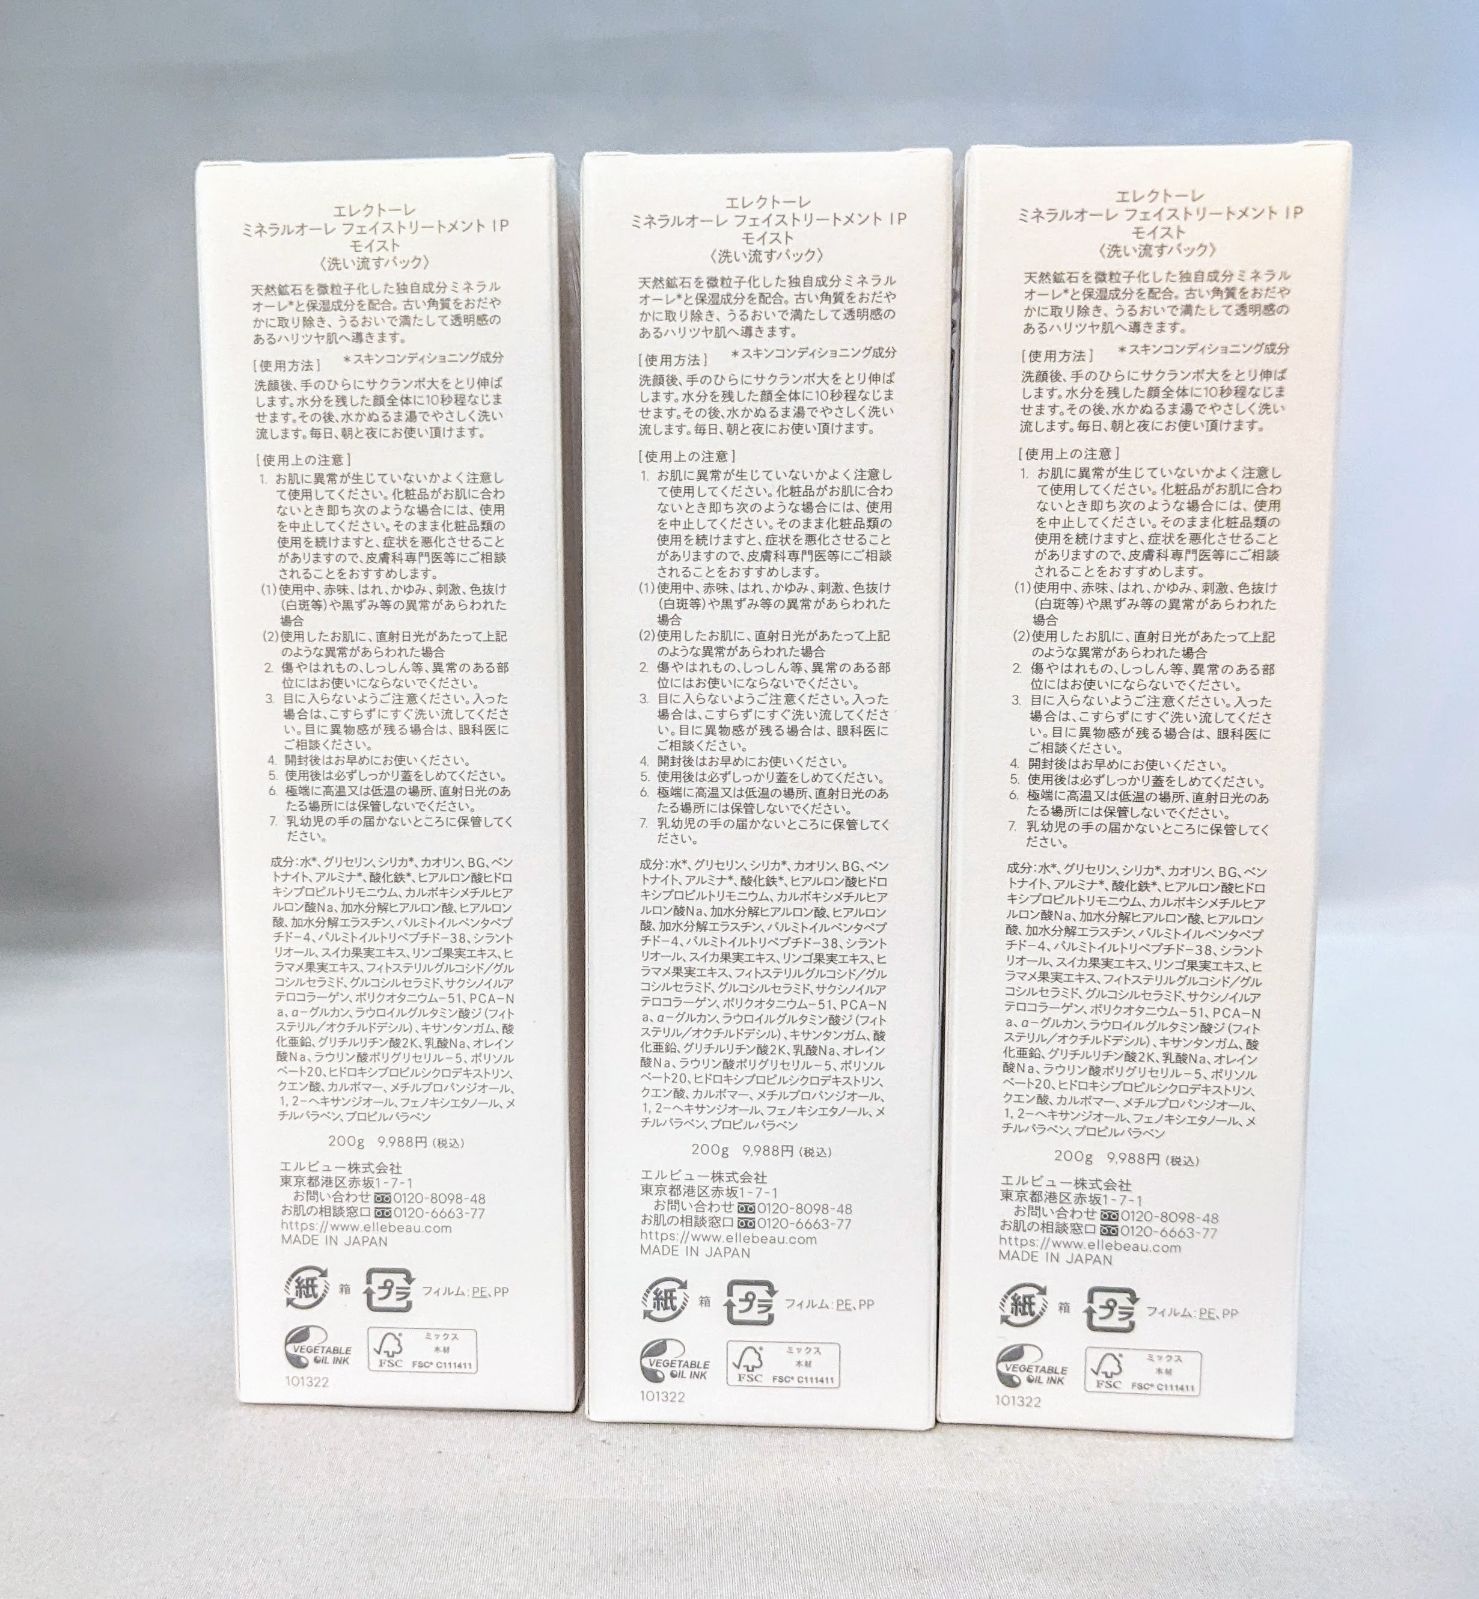 エレクトーレ
ミネラルオーレ フェイストリートメント IP
モイスト
〈洗い流すパック〉
天然鉱石を微粒子化した独自成分ミネラル
オーレ*と保湿成分を配合。古い角質をおだや
かに取り除き、うるおいで満たして透明感の
あるハリツヤ肌へ導きます。
[使用方法] *スキンコンディショニング成分
洗顔後、手のひらにサクランボ大をとり伸ば
します。水分を残した顔全体に10秒程なじま
せます。その後、水かぬるま湯でやさしく洗い
流します。毎日、朝と夜にお使い頂けます。
[使用上の注意]
1. お肌に異常が生じていないかよく注意し
て使用してください。化粧品がお肌に合わ
ないとき即ち次のような場合には、使用
を中止してください。そのまま化粧品類の
使用を続けますと、症状を悪化させること
がありますので、皮膚科専門医等にご相談
されることをおすすめします。
(1)使用中、赤味、はれ、かゆみ、刺激、色抜け
(白斑等)や黒ずみ等の異常があらわれた
場合
(2)使用したお肌に、直射日光があたって上記
のような異常があらわれた場合
2. 傷やはれもの、しっしん等、異常のある部
位にはお使いにならないでください。
3. 目に入らないようご注意ください。入った
場合は、こすらずにすぐ洗い流してくださ
い。目に異物感が残る場合は、眼科医に
ご相談ください。
4. 開封後はお早めにお使いください。
5. 使用後は必ずしっかり蓋をしめてください。
6. 極端に高温又は低温の場所、直射日光のあ
たる場所には保管しないでください。
7. 乳幼児の手の届かないところに保管してく
ださい。
成分:水*、グリセリン、シリカ*、カオリン、BG、ベン
トナイト、アルミナ*、酸化鉄*、ヒアルロン酸ヒドロ
キシプロピルトリモニウム、カルボキシメチルヒア
ルロン酸Na、加水分解ヒアルロン酸、ヒアルロン
酸、加水分解エラスチン、パルミトイルペンタペプ
チド-4、パルミトイルトリペプチド-38、シラント
リオール、スイカ果実エキス、リンゴ果実エキス、ヒ
ラマメ果実エキス、フィトステリルグルコシド/グル
コシルセラミド、グルコシルセラミド、サクシノイルア
テロコラーゲン、ポリクオタニウム-51、PCA-N
a、α-グルカン、ラウロイルグルタミン酸ジ(フィト
ステリル/オクチルドデシル)、キサンタンガム、酸
化亜鉛、グリチルリチン酸2K、乳酸Na、オレイン
酸Na、ラウリン酸ポリグリセリル-5、ポリソル
ベート20、ヒドロキシプロピルシクロデキストリン、
クエン酸、カルボマー、メチルプロパンジオール、
1,2-ヘキサンジオール、フェノキシエタノール、メ
チルパラベン、プロピルパラベン
200g 9,988円(税込)
エルビュー株式会社
東京都港区赤坂1-7-1
お問い合わせ 0120-8098-48
お肌の相談窓口 0120-6663-77
https://www.ellebeau.com
MADE IN JAPAN
紙 箱 プラ フィルム:PE、PP
VEGETABLE
OIL INK
FSC
ミックス
木材
FSC® C111411
101322
エレクトーレ
ミネラルオーレ フェイストリートメント IP
モイスト
〈洗い流すパック〉
天然鉱石を微粒子化した独自成分ミネラル
オーレ*と保湿成分を配合。古い角質をおだや
かに取り除き、うるおいで満たして透明感の
あるハリツヤ肌へ導きます。
[使用方法] *スキンコンディショニング成分
洗顔後、手のひらにサクランボ大をとり伸ば
します。水分を残した顔全体に10秒程なじま
せます。その後、水かぬるま湯でやさしく洗い
流します。毎日、朝と夜にお使い頂けます。
[使用上の注意]
1. お肌に異常が生じていないかよく注意し
て使用してください。化粧品がお肌に合わ
ないとき即ち次のような場合には、使用
を中止してください。そのまま化粧品類の
使用を続けますと、症状を悪化させること
がありますので、皮膚科専門医等にご相談
されることをおすすめします。
(1)使用中、赤味、はれ、かゆみ、刺激、色抜け
(白斑等)や黒ずみ等の異常があらわれた
場合
(2)使用したお肌に、直射日光があたって上記
のような異常があらわれた場合
2. 傷やはれもの、しっしん等、異常のある部
位にはお使いにならないでください。
3. 目に入らないようご注意ください。入った
場合は、こすらずにすぐ洗い流してくださ
い。目に異物感が残る場合は、眼科医に
ご相談ください。
4. 開封後はお早めにお使いください。
5. 使用後は必ずしっかり蓋をしめてください。
6. 極端に高温又は低温の場所、直射日光のあ
たる場所には保管しないでください。
7. 乳幼児の手の届かないところに保管してく
ださい。
成分:水*、グリセリン、シリカ*、カオリン、BG、ベン
トナイト、アルミナ*、酸化鉄*、ヒアルロン酸ヒドロ
キシプロピルトリモニウム、カルボキシメチルヒア
ルロン酸Na、加水分解ヒアルロン酸、ヒアルロン
酸、加水分解エラスチン、パルミトイルペンタペプ
チド-4、パルミトイルトリペプチド-38、シラント
リオール、スイカ果実エキス、リンゴ果実エキス、ヒ
ラマメ果実エキス、フィトステリルグルコシド/グル
コシルセラミド、グルコシルセラミド、サクシノイルア
テロコラーゲン、ポリクオタニウム-51、PCA-N
a、α-グルカン、ラウロイルグルタミン酸ジ(フィト
ステリル/オクチルドデシル)、キサンタンガム、酸
化亜鉛、グリチルリチン酸2K、乳酸Na、オレイン
酸Na、ラウリン酸ポリグリセリル-5、ポリソル
ベート20、ヒドロキシプロピルシクロデキストリン、
クエン酸、カルボマー、メチルプロパンジオール、
1,2-ヘキサンジオール、フェノキシエタノール、メ
チルパラベン、プロピルパラベン
200g 9,988円(税込)
エルビュー株式会社
東京都港区赤坂1-7-1
お問い合わせ 0120-8098-48
お肌の相談窓口 0120-6663-77
https://www.ellebeau.com
MADE IN JAPAN
紙 箱 プラ フィルム:PE、PP
VEGETABLE
OIL INK
FSC
ミックス
木材
FSC® C111411
101322
エレクトーレ
ミネラルオーレ フェイストリートメント IP
モイスト
〈洗い流すパック〉
天然鉱石を微粒子化した独自成分ミネラル
オーレ*と保湿成分を配合。古い角質をおだや
かに取り除き、うるおいで満たして透明感の
あるハリツヤ肌へ導きます。
[使用方法] *スキンコンディショニング成分
洗顔後、手のひらにサクランボ大をとり伸ば
します。水分を残した顔全体に10秒程なじま
せます。その後、水かぬるま湯でやさしく洗い
流します。毎日、朝と夜にお使い頂けます。
[使用上の注意]
1. お肌に異常が生じていないかよく注意し
て使用してください。化粧品がお肌に合わ
ないとき即ち次のような場合には、使用
を中止してください。そのまま化粧品類の
使用を続けますと、症状を悪化させること
がありますので、皮膚科専門医等にご相談
されることをおすすめします。
(1)使用中、赤味、はれ、かゆみ、刺激、色抜け
(白斑等)や黒ずみ等の異常があらわれた
場合
(2)使用したお肌に、直射日光があたって上記
のような異常があらわれた場合
2. 傷やはれもの、しっしん等、異常のある部
位にはお使いにならないでください。
3. 目に入らないようご注意ください。入った
場合は、こすらずにすぐ洗い流してくださ
い。目に異物感が残る場合は、眼科医に
ご相談ください。
4. 開封後はお早めにお使いください。
5. 使用後は必ずしっかり蓋をしめてください。
6. 極端に高温又は低温の場所、直射日光のあ
たる場所には保管しないでください。
7. 乳幼児の手の届かないところに保管してく
ださい。
成分:水*、グリセリン、シリカ*、カオリン、BG、ベン
トナイト、アルミナ*、酸化鉄*、ヒアルロン酸ヒドロ
キシプロピルトリモニウム、カルボキシメチルヒア
ルロン酸Na、加水分解ヒアルロン酸、ヒアルロン
酸、加水分解エラスチン、パルミトイルペンタペプ
チド-4、パルミトイルトリペプチド-38、シラント
リオール、スイカ果実エキス、リンゴ果実エキス、ヒ
ラマメ果実エキス、フィトステリルグルコシド/グル
コシルセラミド、グルコシルセラミド、サクシノイルア
テロコラーゲン、ポリクオタニウム-51、PCA-N
a、α-グルカン、ラウロイルグルタミン酸ジ(フィト
ステリル/オクチルドデシル)、キサンタンガム、酸
化亜鉛、グリチルリチン酸2K、乳酸Na、オレイン
酸Na、ラウリン酸ポリグリセリル-5、ポリソル
ベート20、ヒドロキシプロピルシクロデキストリン、
クエン酸、カルボマー、メチルプロパンジオール、
1,2-ヘキサンジオール、フェノキシエタノール、メ
チルパラベン、プロピルパラベン
200g 9,988円(税込)
エルビュー株式会社
東京都港区赤坂1-7-1
お問い合わせ 0120-8098-48
お肌の相談窓口 0120-6663-77
https://www.ellebeau.com
MADE IN JAPAN
紙 箱 プラ フィルム:PE、PP
VEGETABLE
OIL INK
FSC
ミックス
木材
FSC® C111411
101322